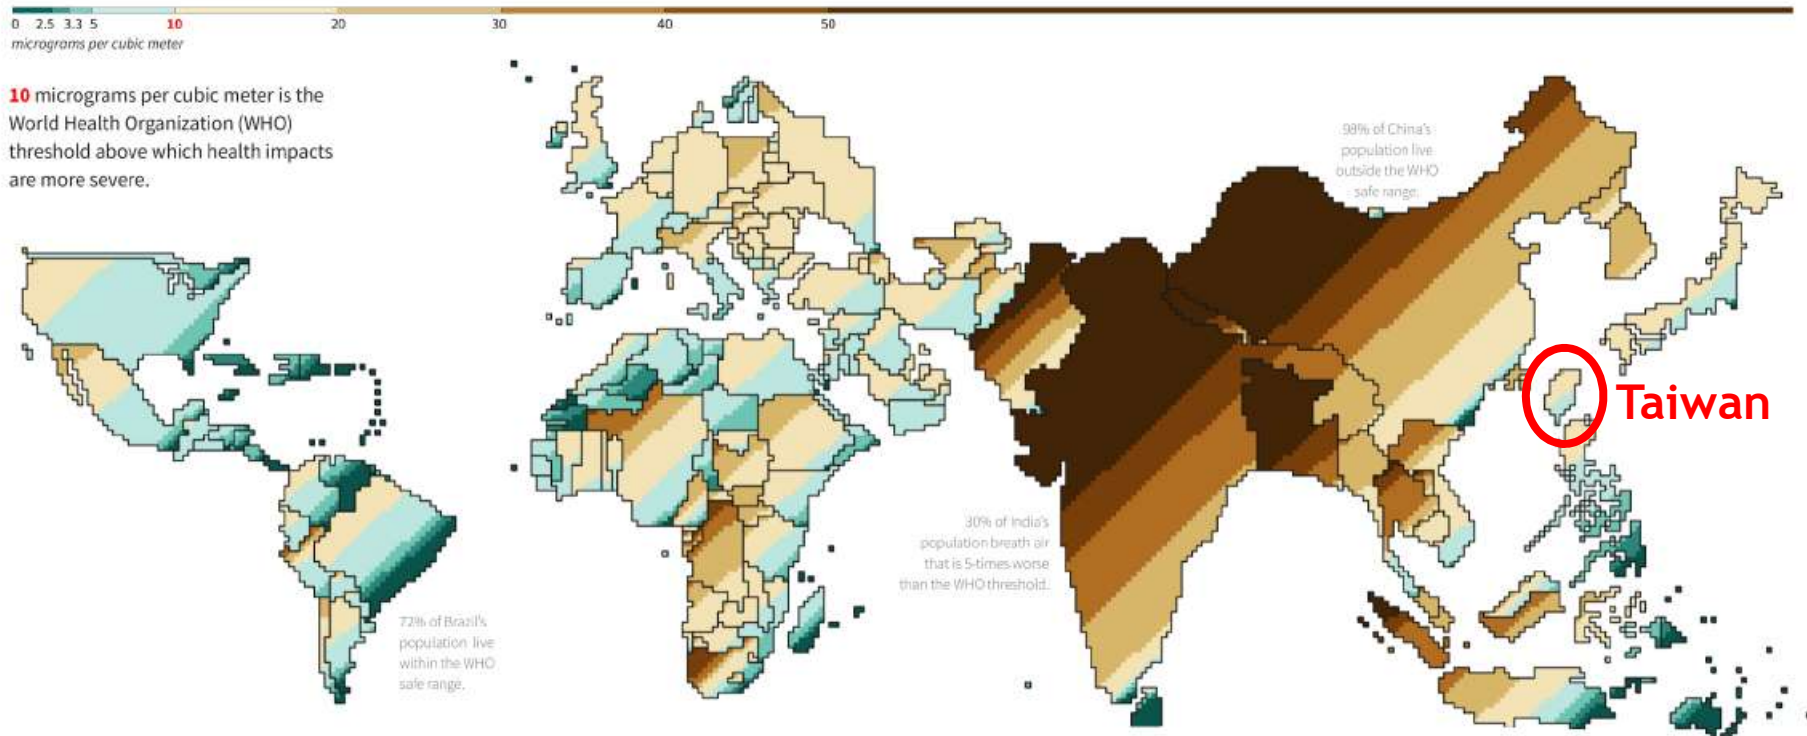 0 2.5 3.3 5 10 20 30 40 50
micrograms per cubic meter
10 micrograms per cubic meter is the
World Health Organization (WHO)
threshold above which health impacts
are more severe.
98% of China's
population live
outside the WHO
safe range.
Taiwan
30% of India's
population breath air
that is 5-times worse
than the WHO threshold.
72% of Brazil's
population live
within the WHO
safe range.